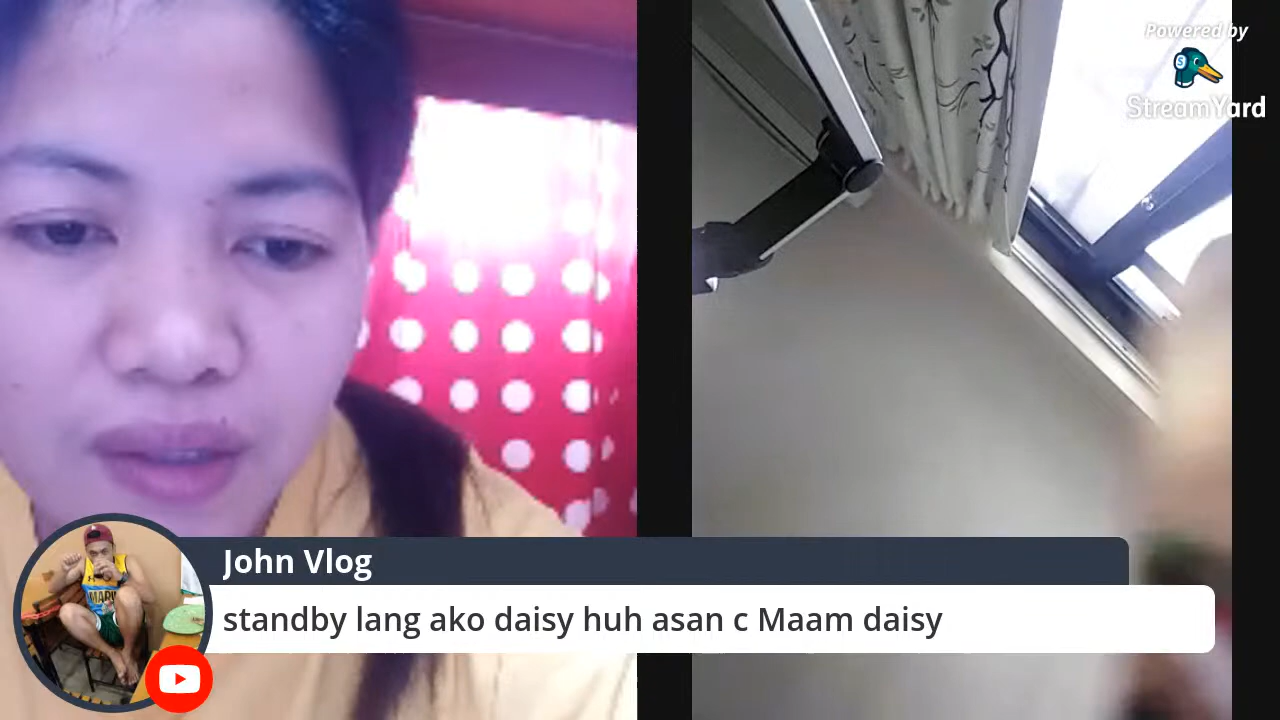 Powered by
StreamYard
John Vlog
standby lang ako daisy huh asan c Maam daisy